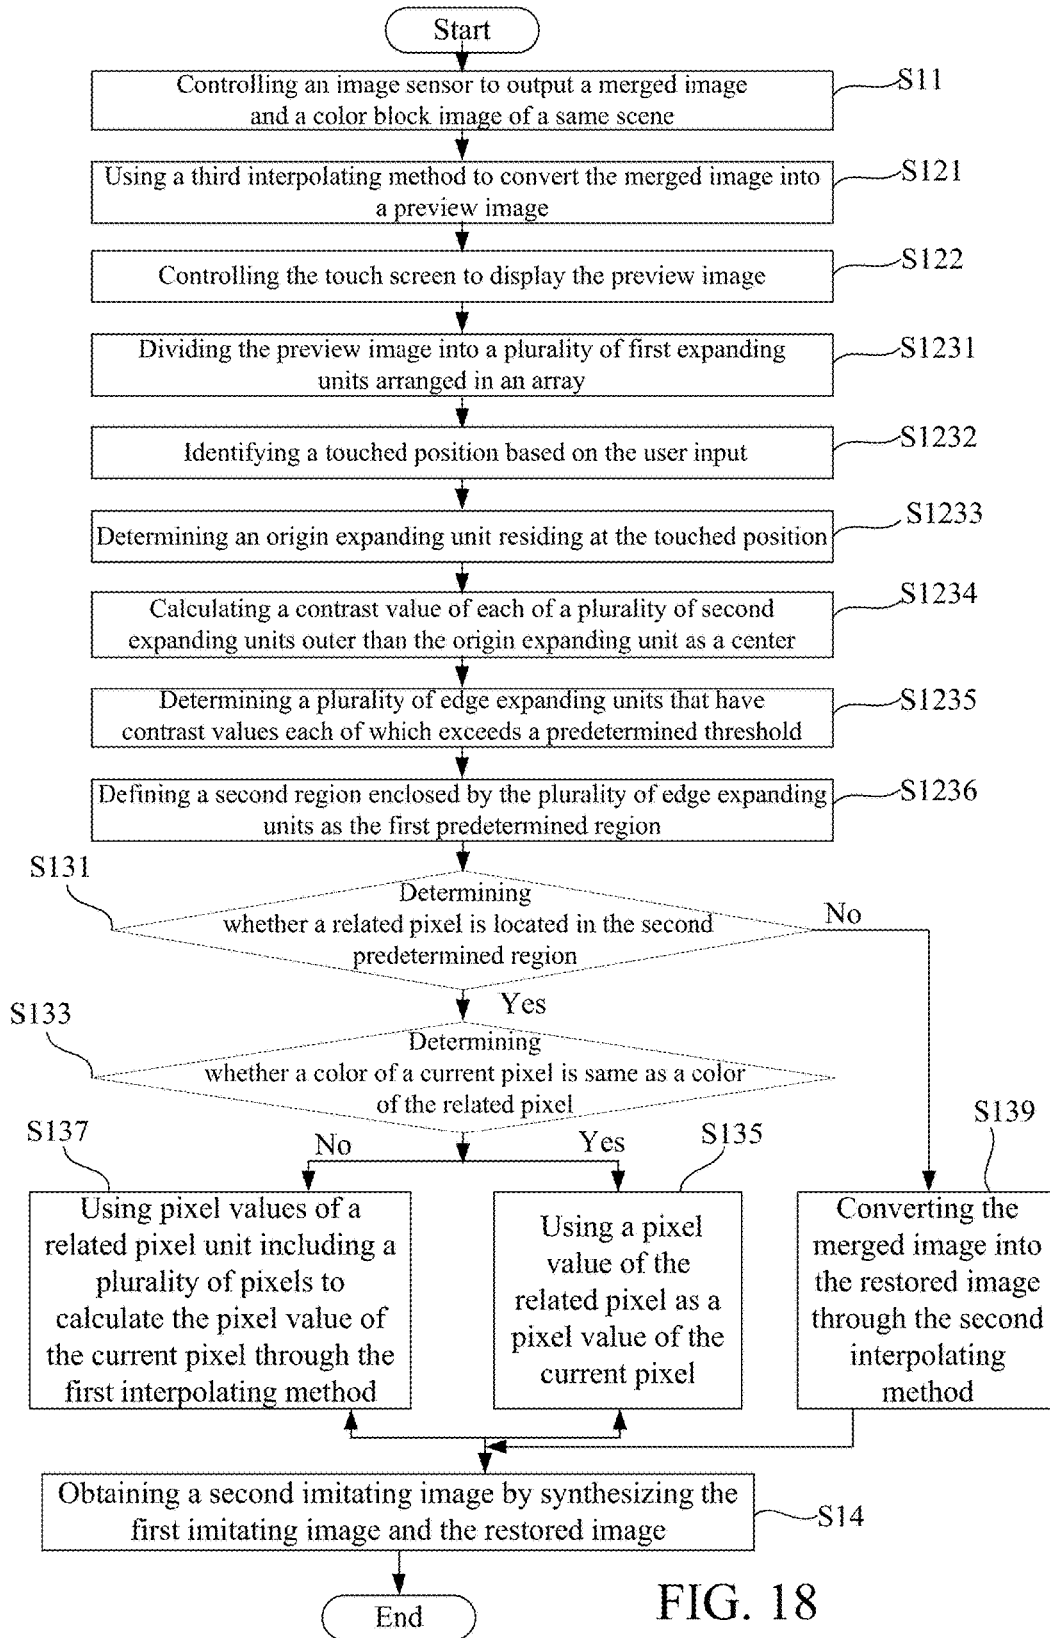 Start
Controlling an image sensor to output a merged image
and a color block image of a same scene
S11
Using a third interpolating method to convert the merged image into
a preview image
S121
Controlling the touch screen to display the preview image
S122
Dividing the preview image into a plurality of first expanding
units arranged in an array
S1231
Identifying a touched position based on the user input
S1232
Determining an origin expanding unit residing at the touched position
S1233
Calculating a contrast value of each of a plurality of second
expanding units outer than the origin expanding unit as a center
S1234
Determining a plurality of edge expanding units that have
contrast values each of which exceeds a predetermined threshold
S1235
Defining a second region enclosed by the plurality of edge expanding
units as the first predetermined region
S1236
S131
Determining
whether a related pixel is located in the second
predetermined region
No
Yes
S133
Determining
whether a color of a current pixel is same as a color
of the related pixel
S137
No
Yes
S135
S139
Using pixel values of a
related pixel unit including a
plurality of pixels to
calculate the pixel value of
the current pixel through the
first interpolating method
Using a pixel
value of the
related pixel as a
pixel value of the
current pixel
Converting the
merged image into
the restored image
through the second
interpolating
method
Obtaining a second imitating image by synthesizing the
first imitating image and the restored image
S14
End
FIG. 18